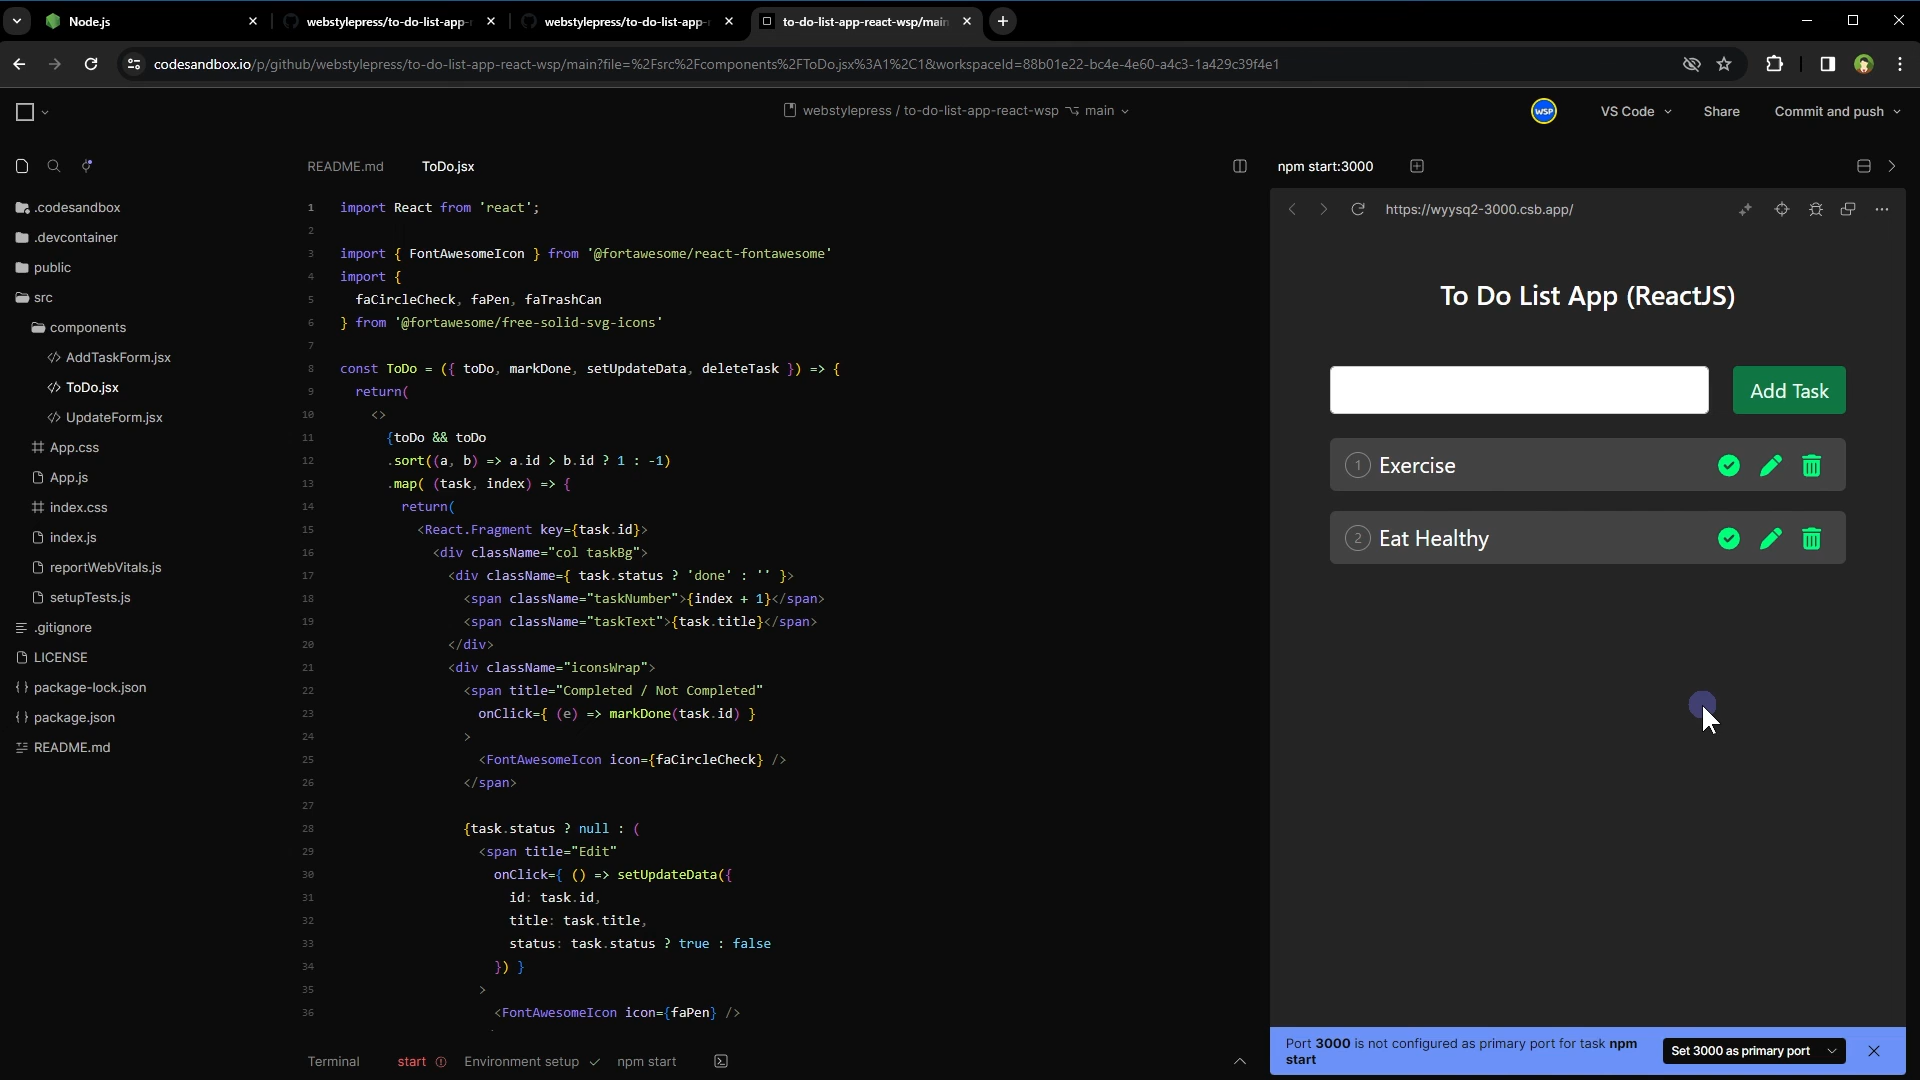 Node.js
webstylepress/to-do-list-app-
webstylepress/to-do-list-app-
to-do-list-app-react-wsp/main
codesandbox.io/p/github/webstylepress/to-do-list-app-react-wsp/main?file=%2Fsrc%2Fcomponents%2FToDo.jsx%3A1%2C1&workspaceId=88b01e22-bc4e-4e60-a4c3-1a429c39f4e1
webstylepress / to-do-list-app-react-wsp main
WSP
VS Code
Share
Commit and push
.codesandbox
.devcontainer
public
src
components
AddTaskForm.jsx
ToDo.jsx
UpdateForm.jsx
App.css
App.js
index.css
index.js
reportWebVitals.js
setupTests.js
.gitignore
LICENSE
package-lock.json
package.json
README.md
README.md ToDo.jsx
1 import React from 'react';
2
3 import { FontAwesomeIcon } from '@fortawesome/react-fontawesome'
4 import {
5 faCircleCheck, faPen, faTrashCan
6 } from '@fortawesome/free-solid-svg-icons'
7
8 const ToDo = ({ toDo, markDone, setUpdateData, deleteTask }) => {
9 return(
10 <>
11 {toDo && toDo
12 .sort((a, b) => a.id > b.id ? 1 : -1)
13 .map( (task, index) => {
14 return(
15 <React.Fragment key={task.id}>
16 <div className="col taskBg">
17 <div className={ task.status ? 'done' : '' }>
18 <span className="taskNumber">{index + 1}</span>
19 <span className="taskText">{task.title}</span>
20 </div>
21 <div className="iconsWrap">
22 <span title="Completed / Not Completed"
23 onClick={ (e) => markDone(task.id) }
24 >
25 <FontAwesomeIcon icon={faCircleCheck} />
26 </span>
27
28 {task.status ? null : (
29 <span title="Edit"
30 onClick={ () => setUpdateData({
31 id: task.id,
32 title: task.title,
33 status: task.status ? true : false
34 }) }
35 >
36 <FontAwesomeIcon icon={faPen} />
Terminal start Environment setup npm start
npm start:3000
https://wyysq2-3000.csb.app/
To Do List App (ReactJS)
Add Task
1 Exercise
2 Eat Healthy
Port 3000 is not configured as primary port for task npm
start
Set 3000 as primary port